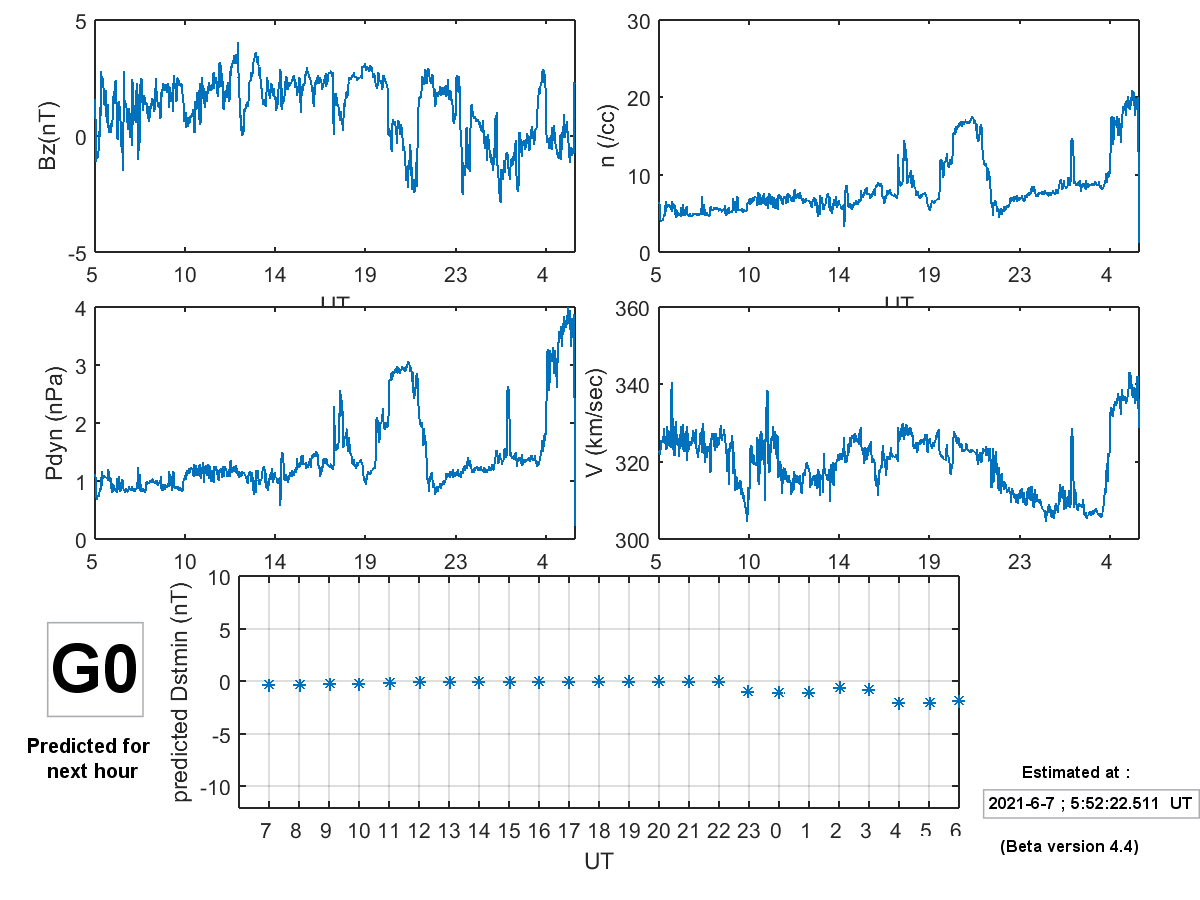 5
0
-5
Bz(nT)
5 10 14 19 23 4
UT
30
20
10
0
n (/cc)
5 10 14 19 23 4
UT
4
3
2
1
0
Pdyn (nPa)
5 10 14 19 23 4
360
340
320
300
V (km/sec)
5 10 14 19 23 4
G0
Predicted for
next hour
10
5
0
-5
-10
predicted Dstmin (nT)
7 8 9 10 11 12 13 14 15 16 17 18 19 20 21 22 23 0 1 2 3 4 5 6
UT
Estimated at :
2021-6-7 ; 5:52:22.511 UT
(Beta version 4.4)